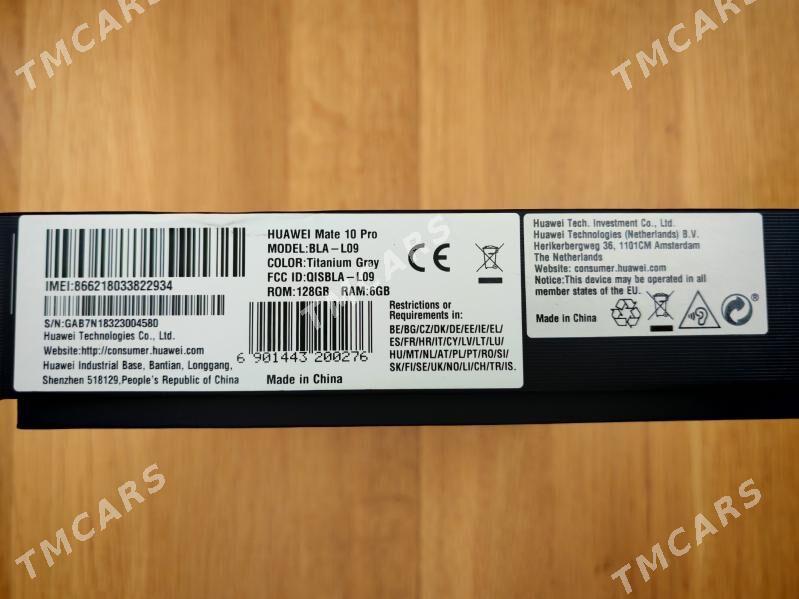 TMCARS
TMCARS
IMEI:866218033822934
S/N:GAB7N18323004580
Huawei Technologies Co., Ltd.
Website:http://consumer.huawei.com
Huawei Industrial Base, Bantian, Longgang,
Shenzhen 518129,People's Republic of China
HUAWEI Mate 10 Pro
MODEL:BLA-L09
COLOR:Titanium Gray
FCC ID:QISBLA-L09
ROM:128GB RAM:6GB
6 901443 200276
Made in China
CE
Restrictions or
Requirements in:
BE/BG/CZ/DK/DE/EE/IE/EL/
ES/FR/HR/IT/CY/LV/LT/LU/
HU/MT/NL/AT/PL/PT/RO/SI/
SK/FI/SE/UK/NO/LI/CH/TR/IS.
TMCARS
Huawei Tech. Investment Co., Ltd.
Huawei Technologies (Netherlands) B.V.
Herikerbergweg 36, 1101CM Amsterdam
The Netherlands
Website: consumer.huawei.com
Notice:This device may be operated in all
member states of the EU.
Made in China
TMCARS
TMCARS